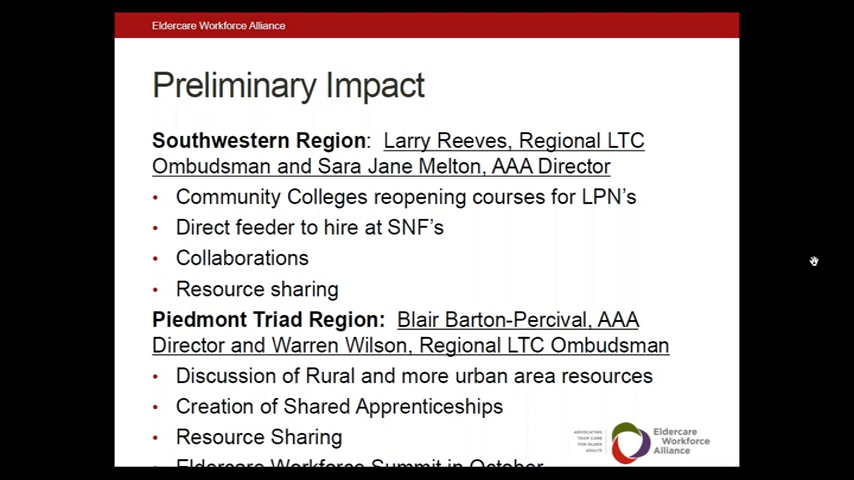 Eldercare Workforce Alliance
Preliminary Impact
Southwestern Region: Larry Reeves, Regional LTC
Ombudsman and Sara Jane Melton, AAA Director
• Community Colleges reopening courses for LPN's
• Direct feeder to hire at SNF's
• Collaborations
• Resource sharing
Piedmont Triad Region: Blair Barton-Percival, AAA
Director and Warren Wilson, Regional LTC Ombudsman
• Discussion of Rural and more urban area resources
• Creation of Shared Apprenticeships
• Resource Sharing
Eldercare Workforce Summit in October
ADVOCATING
TEAM CARE
FOR OLDER
ADULTS
Eldercare
Workforce
Alliance